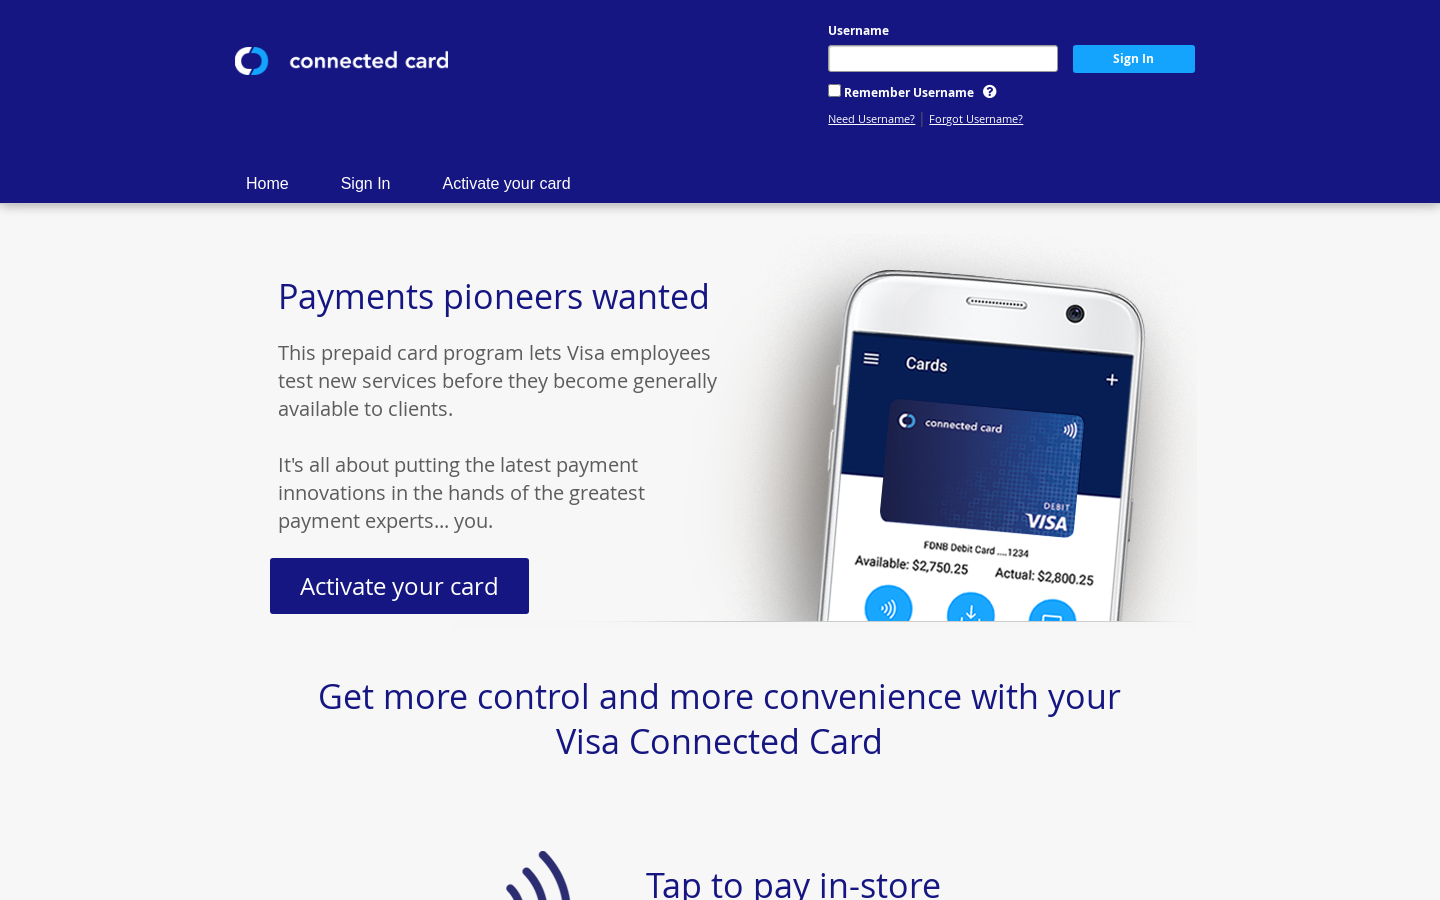 connected card
Username
Sign In
Remember Username
Need Username? Forgot Username?
Home Sign In Activate your card
Payments pioneers wanted
This prepaid card program lets Visa employees
test new services before they become generally
available to clients.
It's all about putting the latest payment
innovations in the hands of the greatest
payment experts... you.
Activate your card
Cards
connected card
DEBIT
VISA
FDNB Debit Card ....1234
Available: $2,750.25 Actual: $2,800.25
Get more control and more convenience with your
Visa Connected Card
Tap to pay in-store